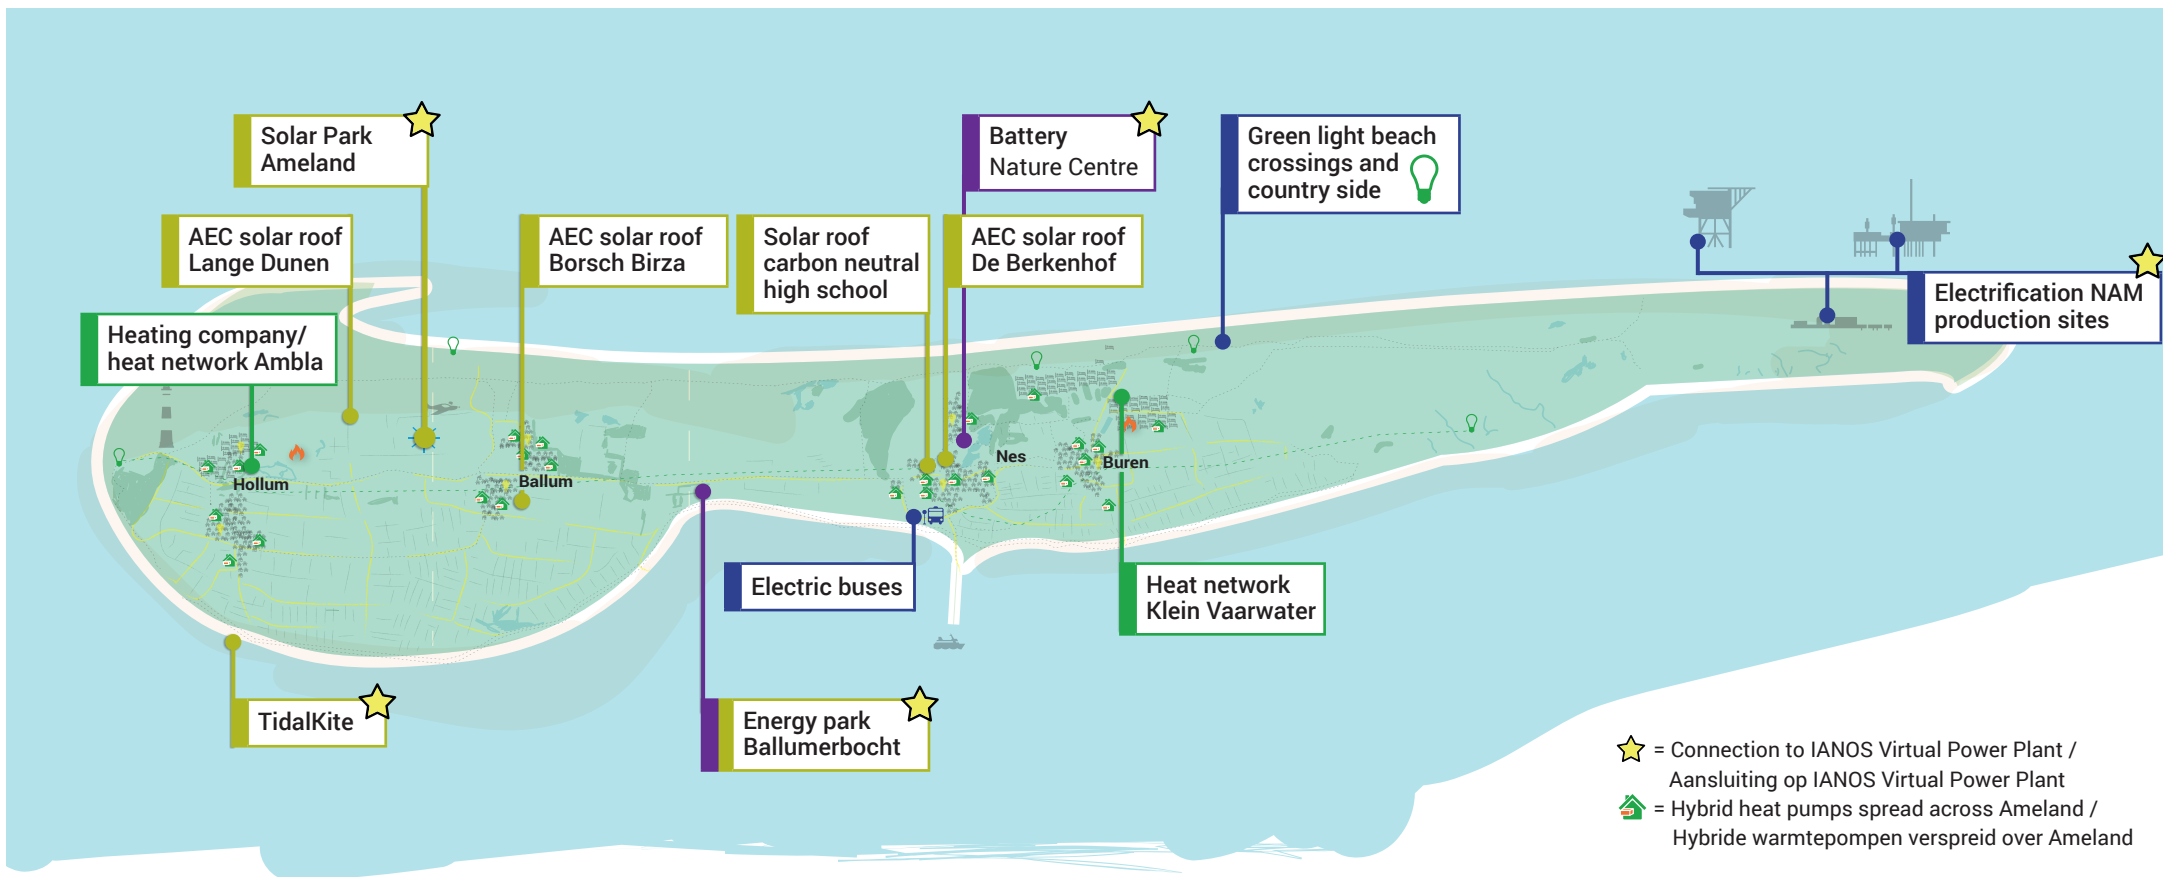 Solar Park
Ameland
Battery
Nature Centre
Green light beach
crossings and
country side
AEC solar roof
Lange Dunen
AEC solar roof
Borsch Birza
Solar roof
carbon neutral
high school
AEC solar roof
De Berkenhof
Electrification NAM
production sites
Heating company/
heat network Ambla
Hollum
Ballum
Nes
Buren
Electric buses
Heat network
Klein Vaarwater
TidalKite
Energy park
Ballumerbocht
= Connection to IANOS Virtual Power Plant /
Aansluiting op IANOS Virtual Power Plant
= Hybrid heat pumps spread across Ameland /
Hybride warmtepompen verspreid over Ameland